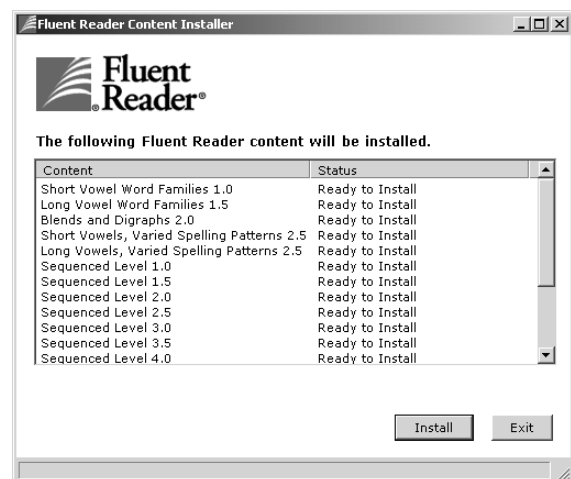 Fluent Reader Content Installer
Fluent
Reader®
The following Fluent Reader content will be installed.
Content Status
Short Vowel Word Families 1.0 Ready to Install
Long Vowel Word Families 1.5 Ready to Install
Blends and Digraphs 2.0 Ready to Install
Short Vowels, Varied Spelling Patterns 2.5 Ready to Install
Long Vowels, Varied Spelling Patterns 2.5 Ready to Install
Sequenced Level 1.0 Ready to Install
Sequenced Level 1.5 Ready to Install
Sequenced Level 2.0 Ready to Install
Sequenced Level 2.5 Ready to Install
Sequenced Level 3.0 Ready to Install
Sequenced Level 3.5 Ready to Install
Sequenced Level 4.0 Ready to Install
Install Exit